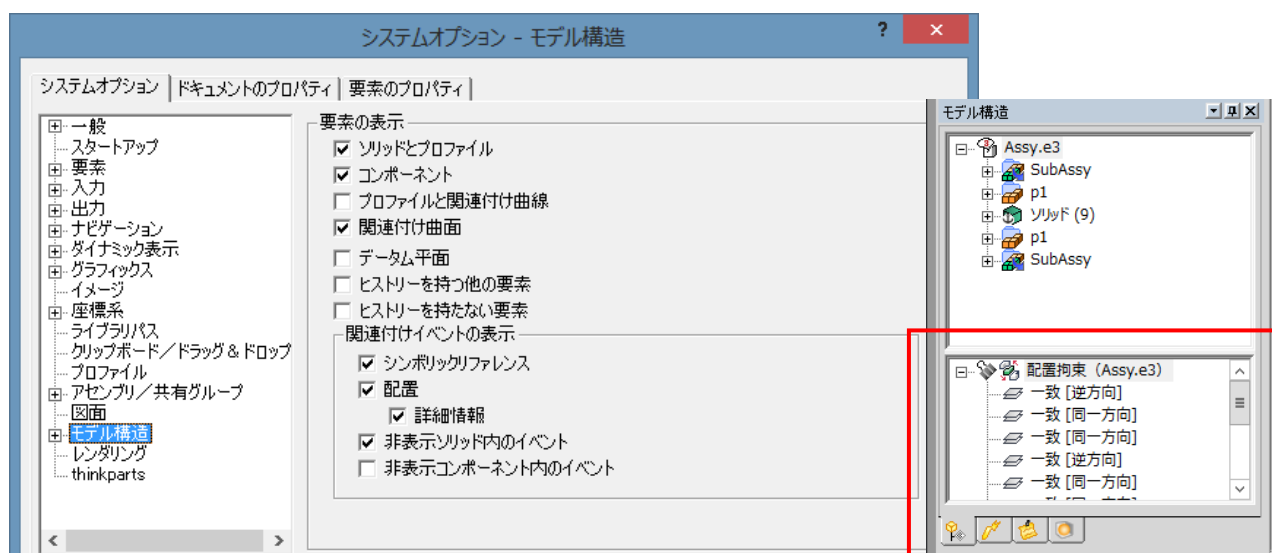 システムオプション - モデル構造
?
システムオプション
ドキュメントのプロパティ
要素のプロパティ
一般
スタートアップ
要素
入力
出力
ナビゲーション
ダイナミック表示
グラフィックス
イメージ
座標系
ライブラリパス
クリップボード／ドラッグ＆ドロップ
プロファイル
アセンブリ／共有グループ
図面
モデル構造
レンダリング
thinkparts
要素の表示
ソリッドとプロファイル
コンポーネント
プロファイルと関連付け曲線
関連付け曲面
データム平面
ヒストリーを持つ他の要素
ヒストリーを持たない要素
関連付けイベントの表示
シンボリックリファレンス
配置
詳細情報
非表示ソリッド内のイベント
非表示コンポーネント内のイベント
モデル構造
Assy.e3
SubAssy
p1
ソリッド (9)
p1
SubAssy
配置拘束（Assy.e3）
一致 [逆方向]
一致 [同一方向]
一致 [同一方向]
一致 [逆方向]
一致 [同一方向]